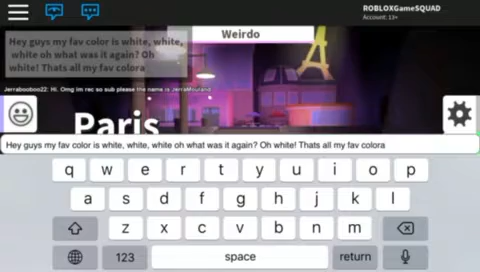 ROBLOXGameSQUAD
Account: 13+
Weirdo
Hey guys my fav color is white, white,
white oh what was it again? Oh
white! Thats all my fav colora
Jerrabooboo22: Hi. Omg im rec so sub please the name is JerraMourland
Paris
Hey guys my fav color is white, white, white oh what was it again? Oh white! Thats all my fav colora
q w e r t y u i o p
a s d f g h j k l
z x c v b n m
123 space return